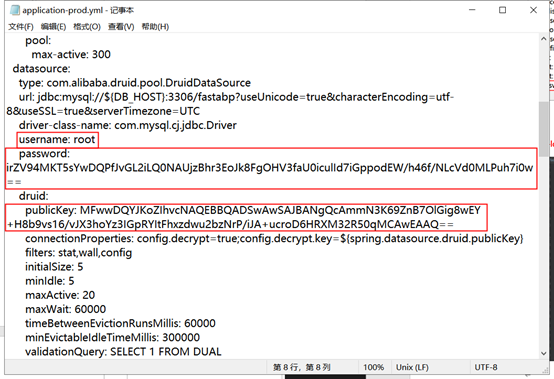 application-prod.yml - 记事本
文件(F) 编辑(E) 格式(O) 查看(V) 帮助(H)
pool:
max-active: 300
datasource:
type: com.alibaba.druid.pool.DruidDataSource
url: jdbc:mysql://${DB_HOST}:3306/fastabp?useUnicode=true&characterEncoding=utf-
8&useSSL=true&serverTimezone=UTC
driver-class-name: com.mysql.cj.jdbc.Driver
username: root
password:
irZV94MKT5sYwDQPfJvGL2iLQ0NAUjzBhr3EoJk8FgOHV3faU0iculId7iGppodEW/h46f/NLcVd0MLPuh7i0w
==
druid:
publicKey: MFwwDQYJKoZIhvcNAQEBBQADSwAwSAJBANgQcAmmN3K69ZnB7OlGig8wEY
+H8b9vs16/vJX3hoYz3IGpRYItFhxzdwu2bzNrP/iJA+ucroD6HRXM32R50qMCAwEAAQ==
connectionProperties: config.decrypt=true;config.decrypt.key=${spring.datasource.druid.publicKey}
filters: stat,wall,config
initialSize: 5
minIdle: 5
maxActive: 20
maxWait: 60000
timeBetweenEvictionRunsMillis: 60000
minEvictableIdleTimeMillis: 300000
validationQuery: SELECT 1 FROM DUAL
第 8 行，第 8 列 100% Unix (LF) UTF-8